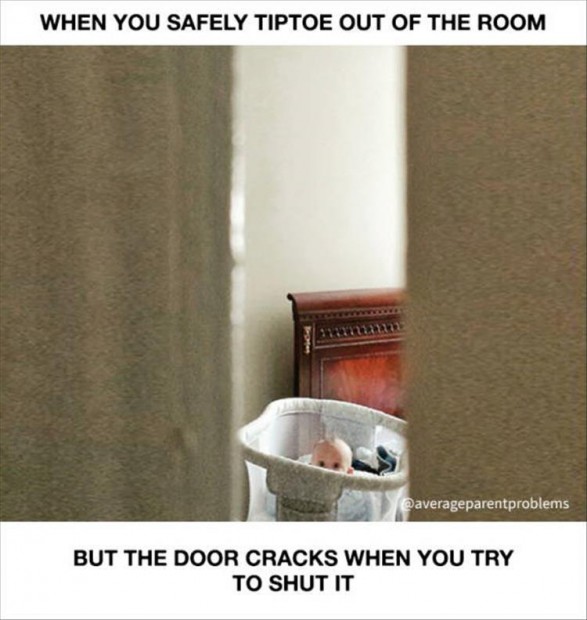 WHEN YOU SAFELY TIPTOE OUT OF THE ROOM
@averageparentproblems
BUT THE DOOR CRACKS WHEN YOU TRY
TO SHUT IT